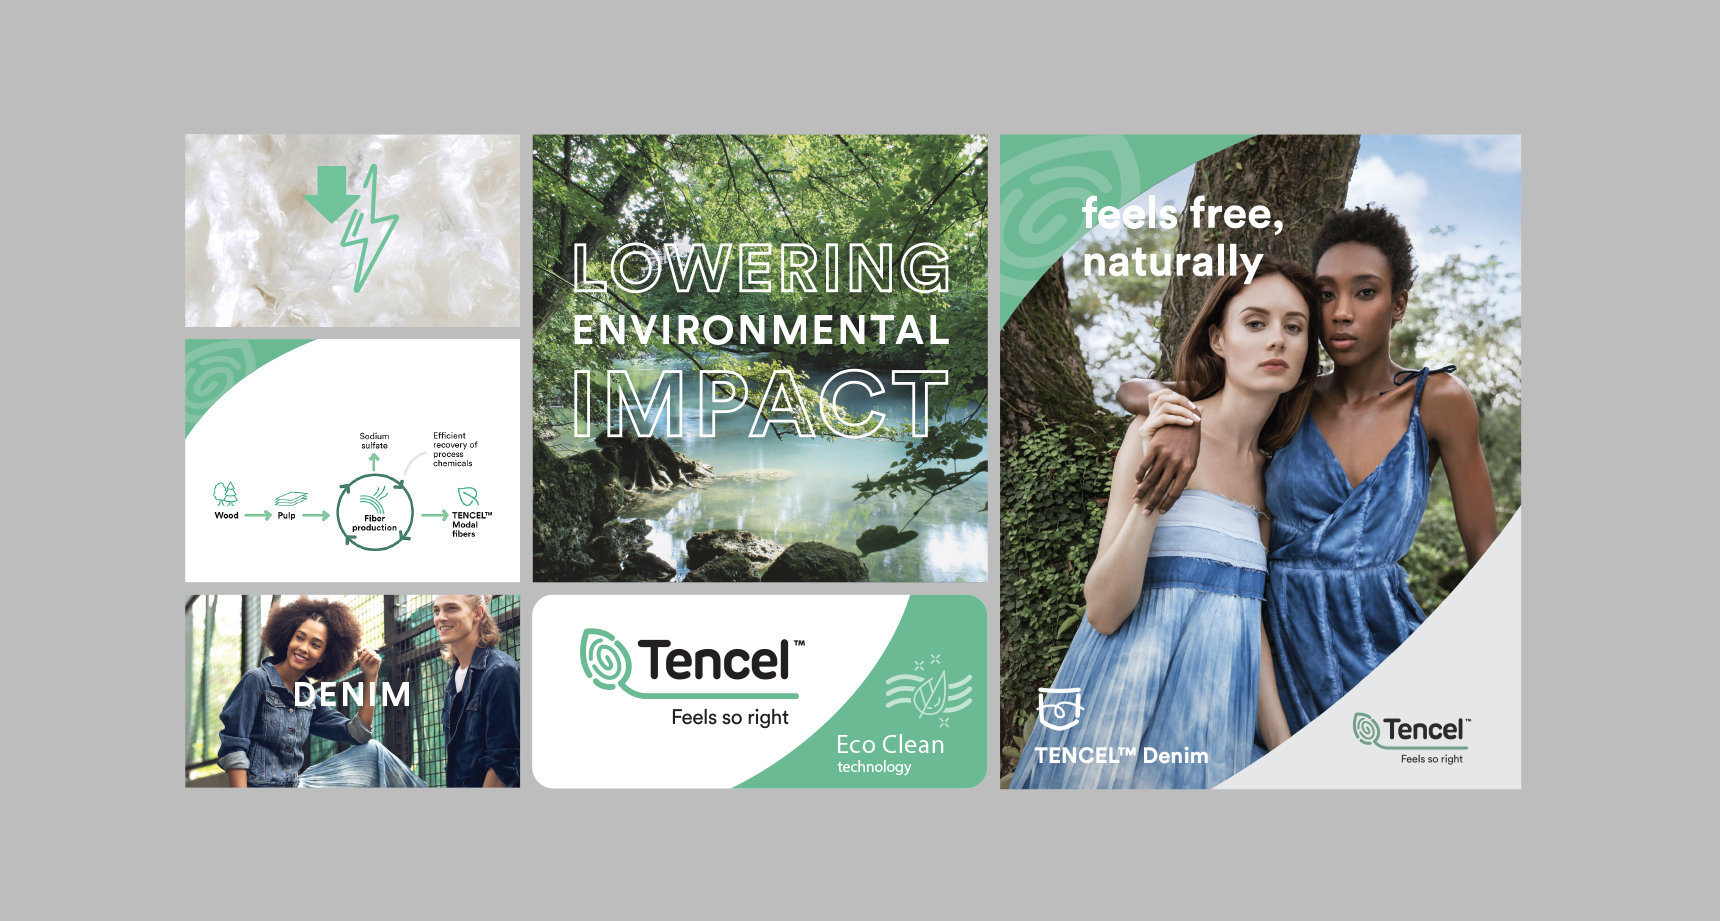 Sodium
sulfate
Efficient
recovery of
process
chemicals
Wood
Pulp
Fiber
production
TENCEL™
Modal
fibers
DENIM
LOWERING
ENVIRONMENTAL
IMPACT
Tencel™
Feels so right
Eco Clean
technology
feels free,
naturally
TENCEL™ Denim
Tencel™
Feels so right